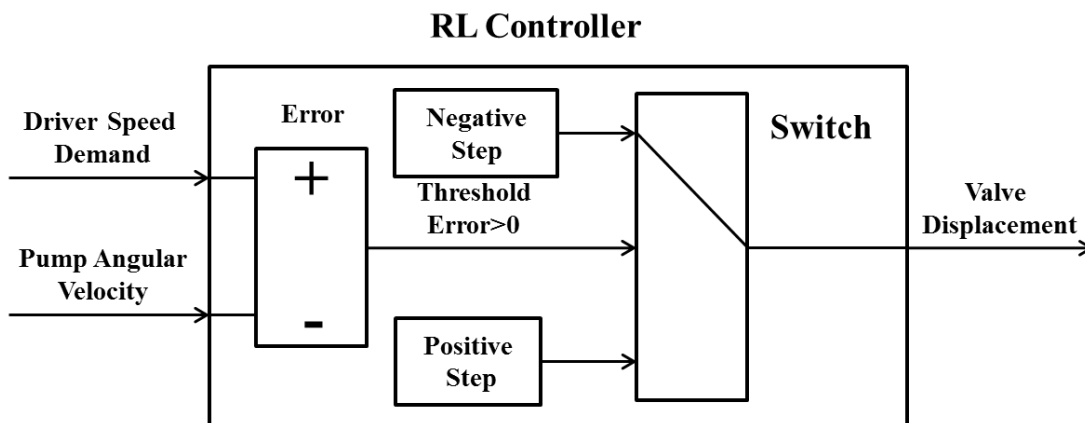 RL Controller
Driver Speed
Demand
Error
+
-
Negative
Step
Switch
Threshold
Error>0
Valve
Displacement
Pump Angular
Velocity
Positive
Step